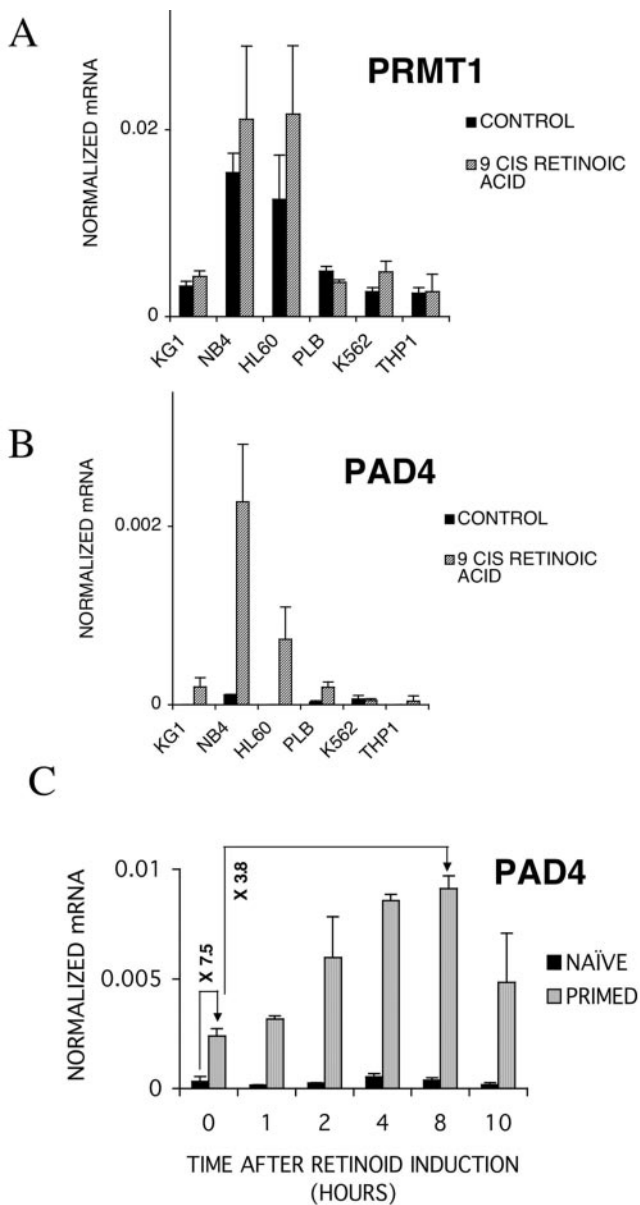 A
PRMT1
NORMALIZED mRNA
0.02
0
CONTROL
9 CIS RETINOIC
ACID
KG1
NB4
HL60
PLB
K562
THP1
B
PAD4
NORMALIZED mRNA
0.002
0
CONTROL
9 CIS RETINOIC
ACID
KG1
NB4
HL60
PLB
K562
THP1
C
PAD4
NORMALIZED mRNA
0.01
0.005
0
X 7.5
X 3.8
NAÏVE
PRIMED
0 1 2 4 8 10
TIME AFTER RETINOID INDUCTION
(HOURS)